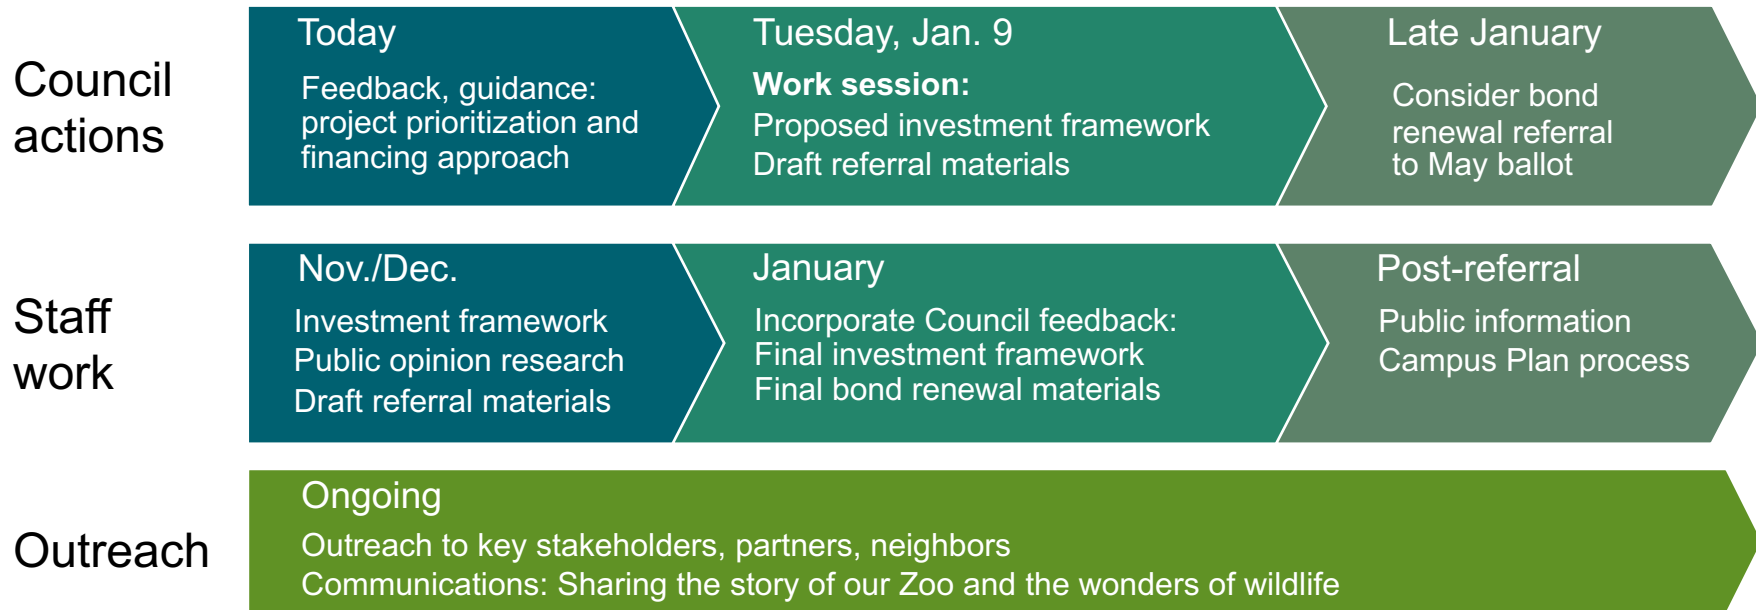 Council
actions
Today
Feedback, guidance:
project prioritization and
financing approach
Tuesday, Jan. 9
Work session:
Proposed investment framework
Draft referral materials
Late January
Consider bond
renewal referral
to May ballot
Staff
work
Nov./Dec.
Investment framework
Public opinion research
Draft referral materials
January
Incorporate Council feedback:
Final investment framework
Final bond renewal materials
Post-referral
Public information
Campus Plan process
Outreach
Ongoing
Outreach to key stakeholders, partners, neighbors
Communications: Sharing the story of our Zoo and the wonders of wildlife